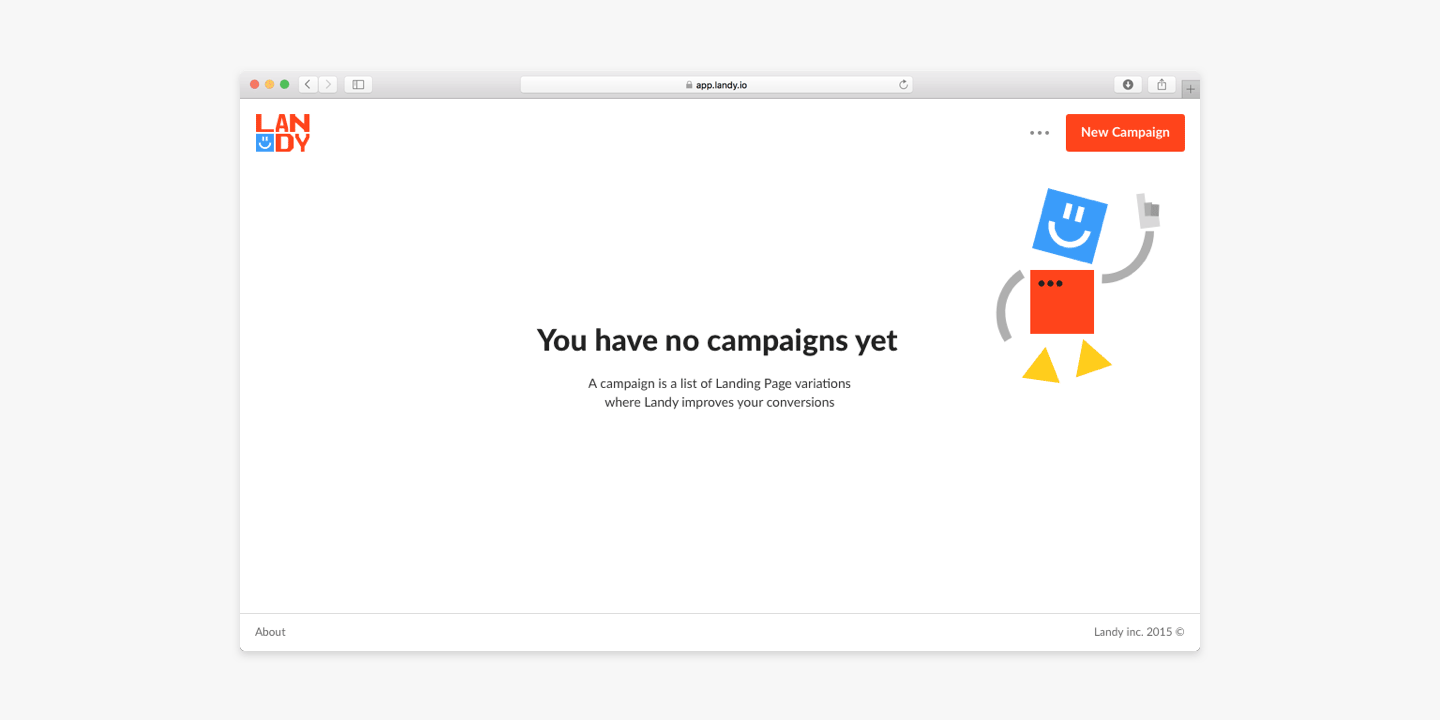 app.landy.io
LAN
DY
New Campaign
You have no campaigns yet
A campaign is a list of Landing Page variations
where Landy improves your conversions
About
Landy inc. 2015 ©